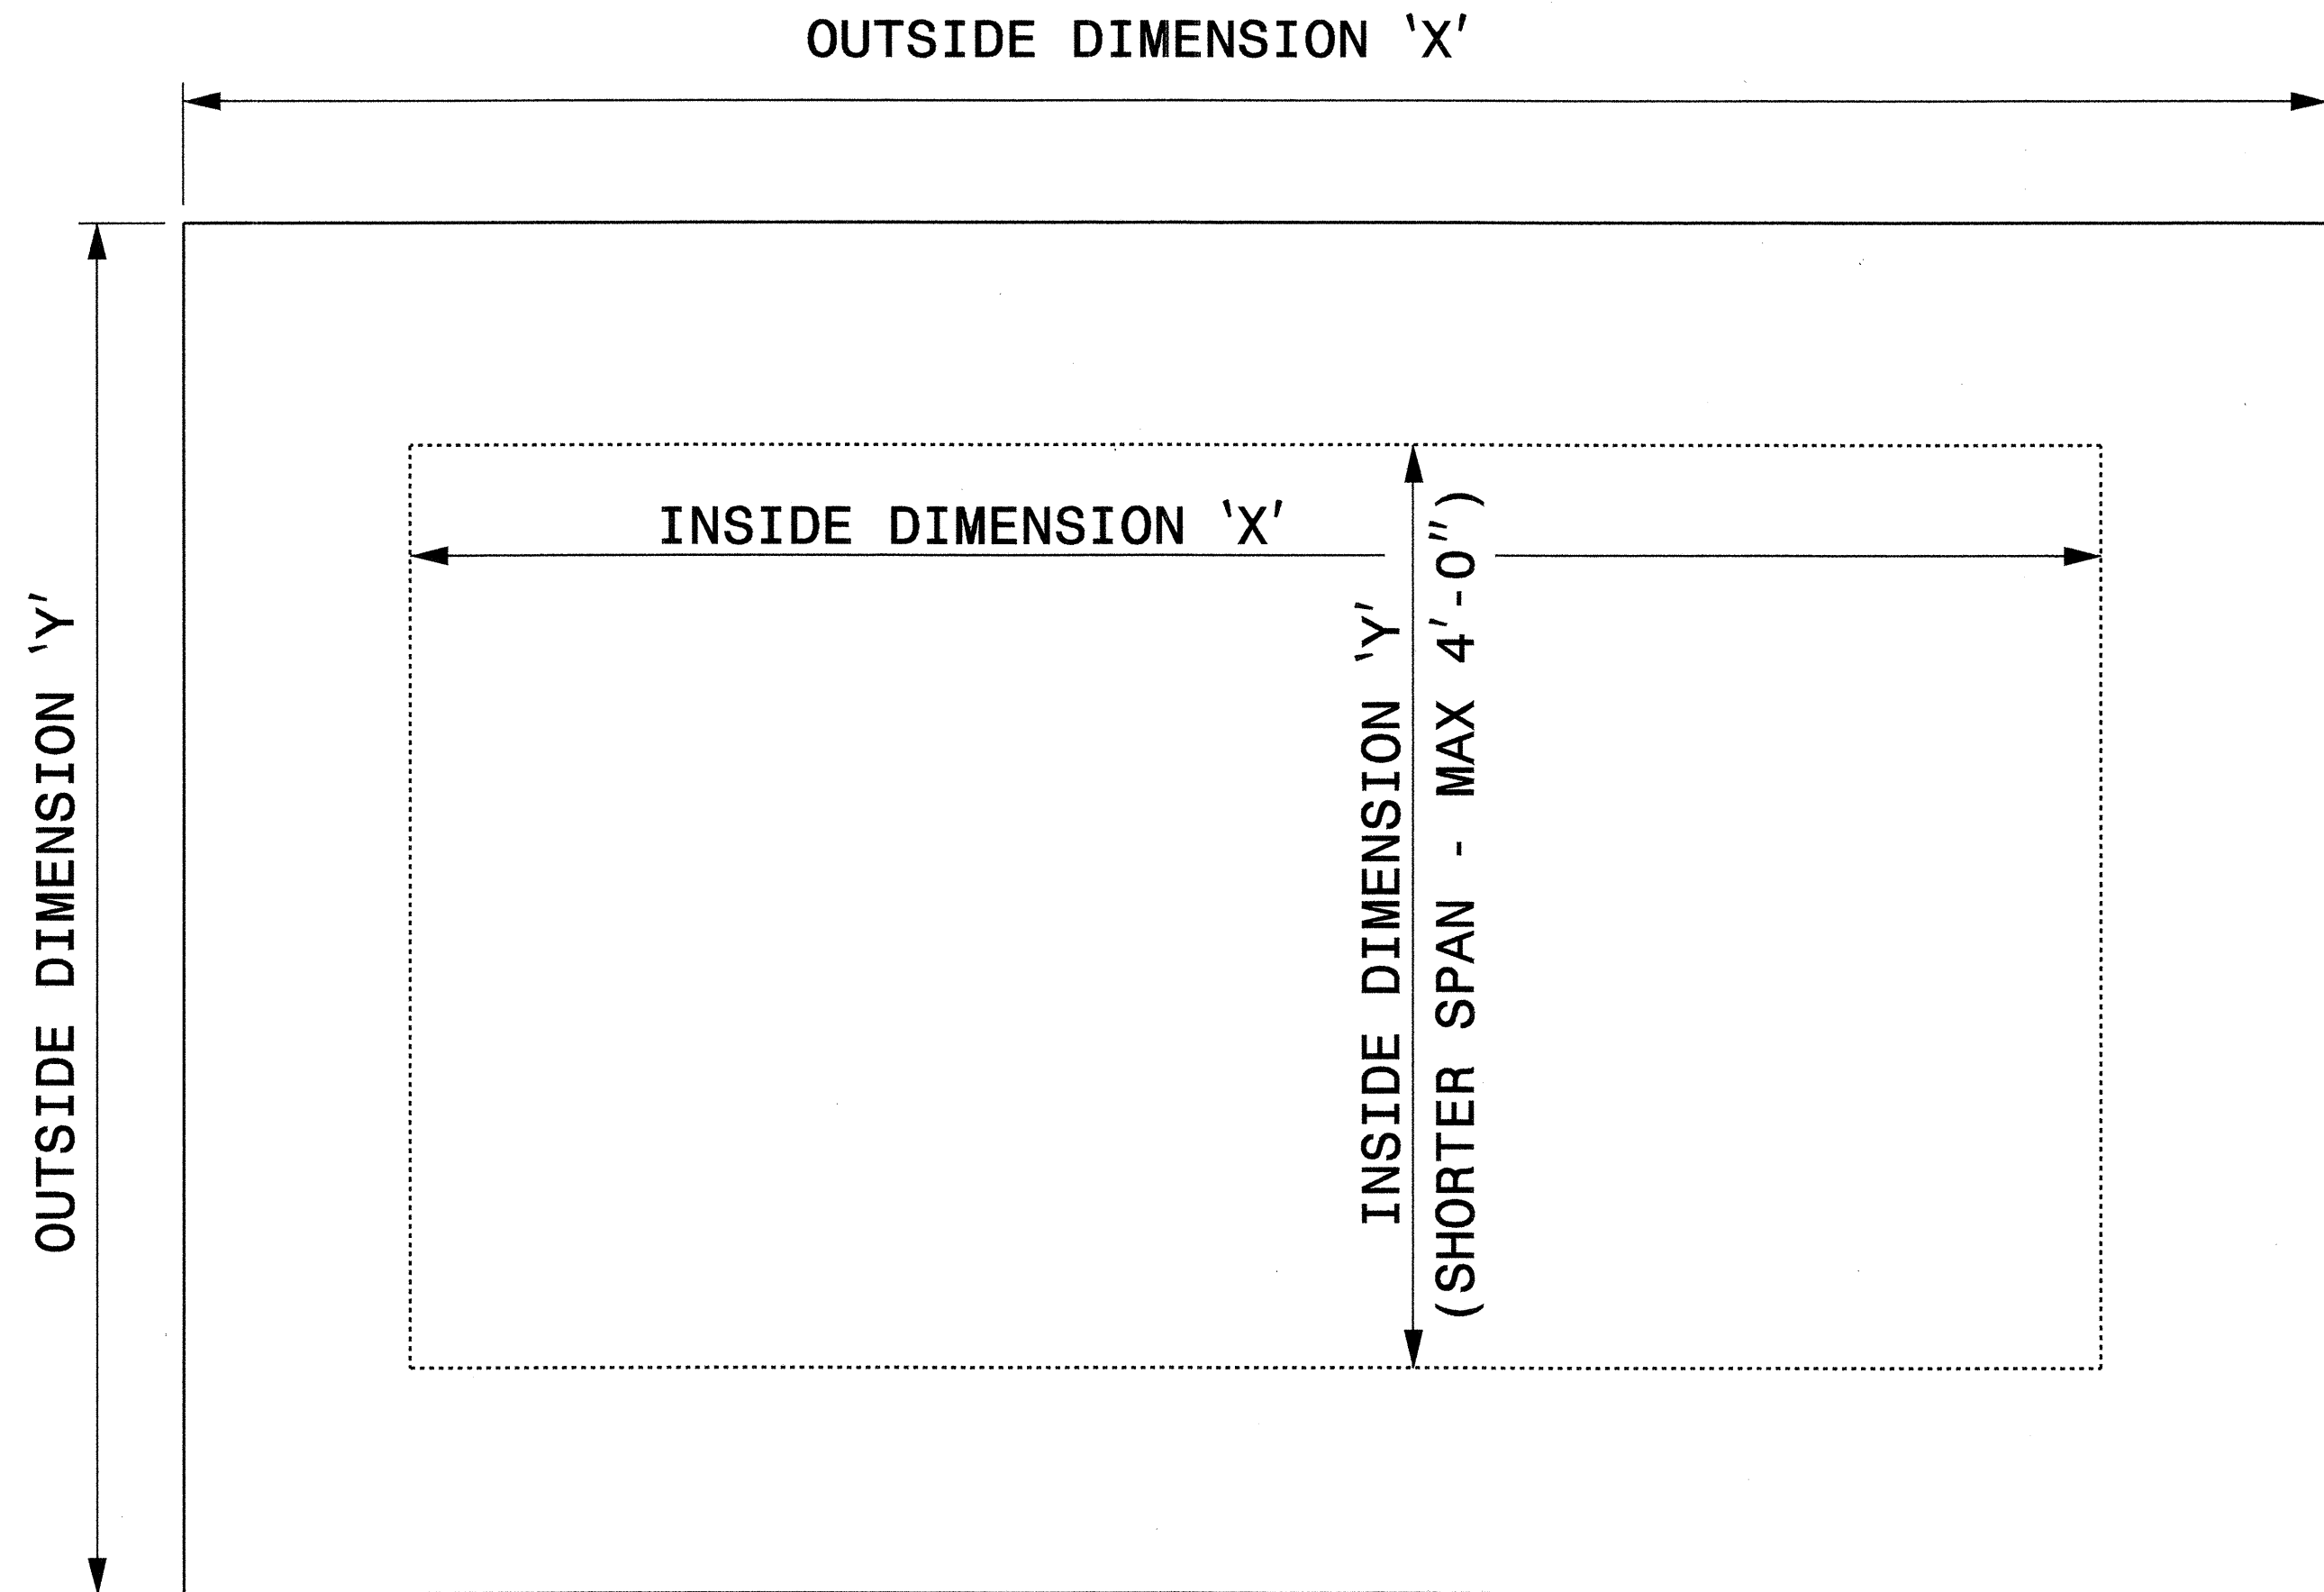 OUTSIDE DIMENSION 'X'
OUTSIDE DIMENSION 'Y'
INSIDE DIMENSION 'X'
INSIDE DIMENSION 'Y'
(SHORTER SPAN - MAX 4'-0")